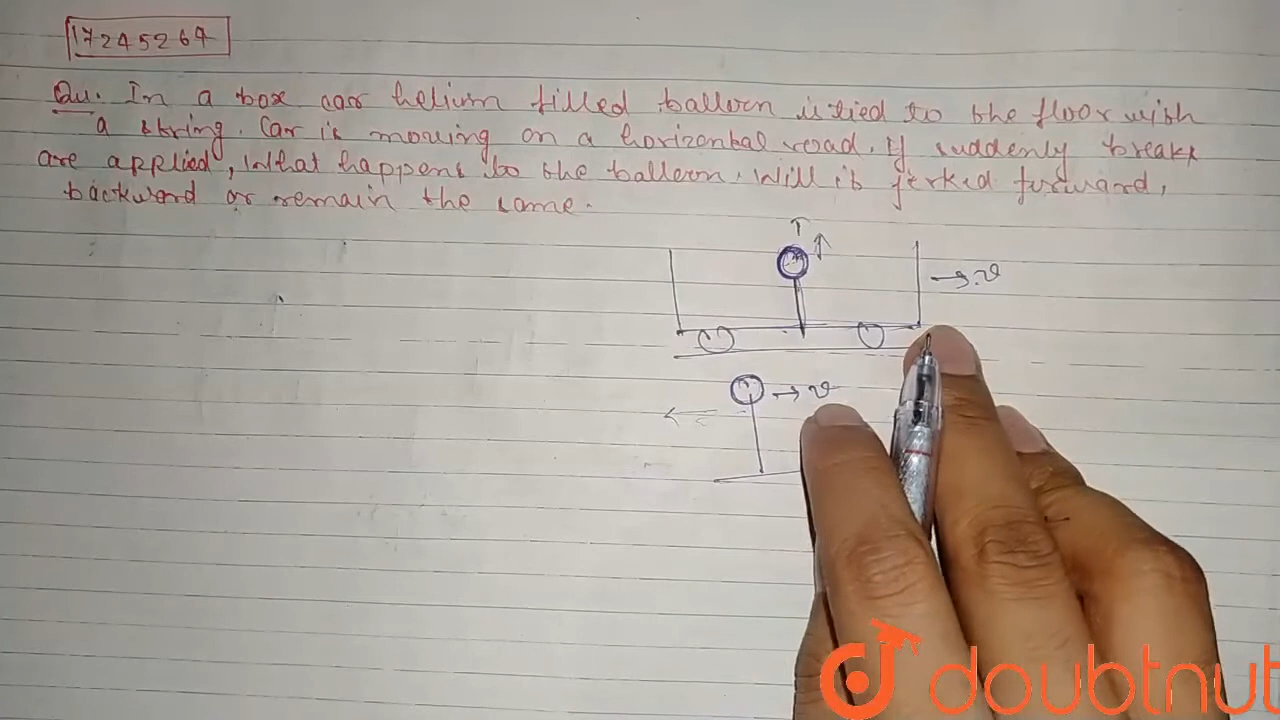 17245264
Qu. In a box car helium filled balloon is tied to the floor with
a string. Car is moving on a horizontal road. if suddenly breaks
are applied, What happens to the balloon. Will it jerked forward,
backward or remain the same.
→ v
→ v
doubtnut